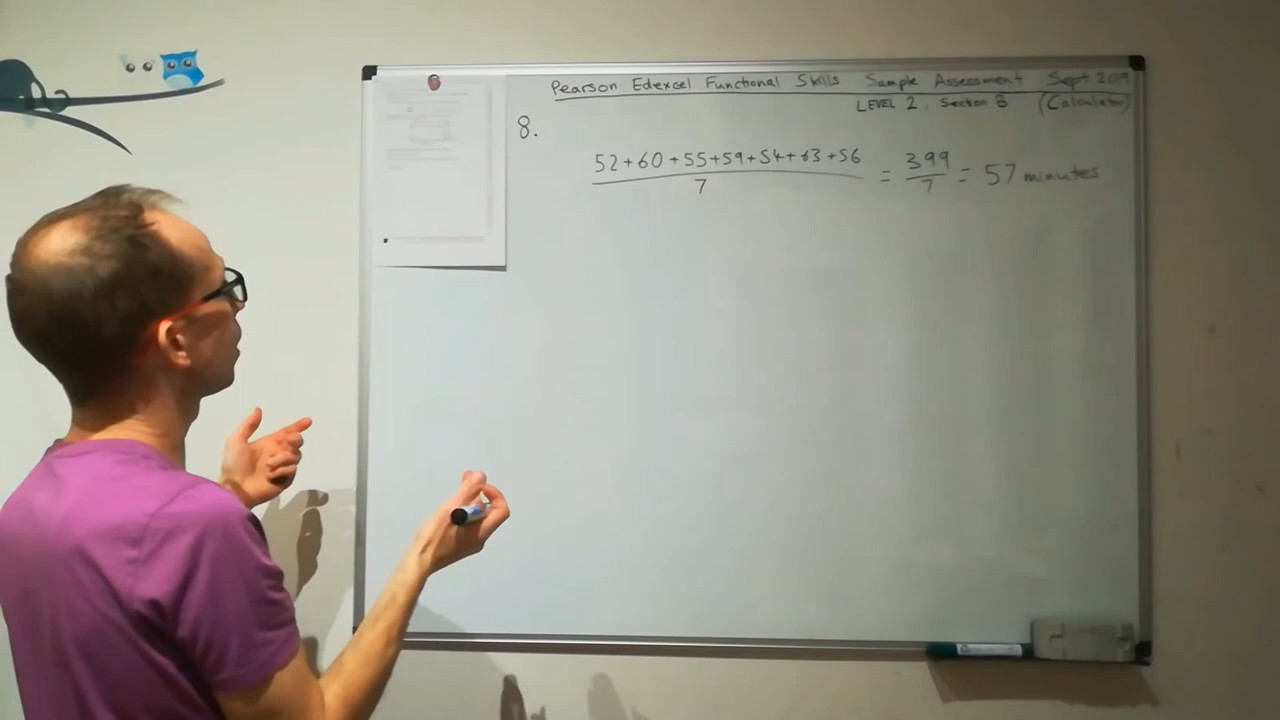 Pearson Edexcel Functional Skills Sample Assessment Sept 2019
LEVEL 2 Section B (Calculator)
8.
52+60+55+59+54+63+56
7
= 399/7 = 57 minutes